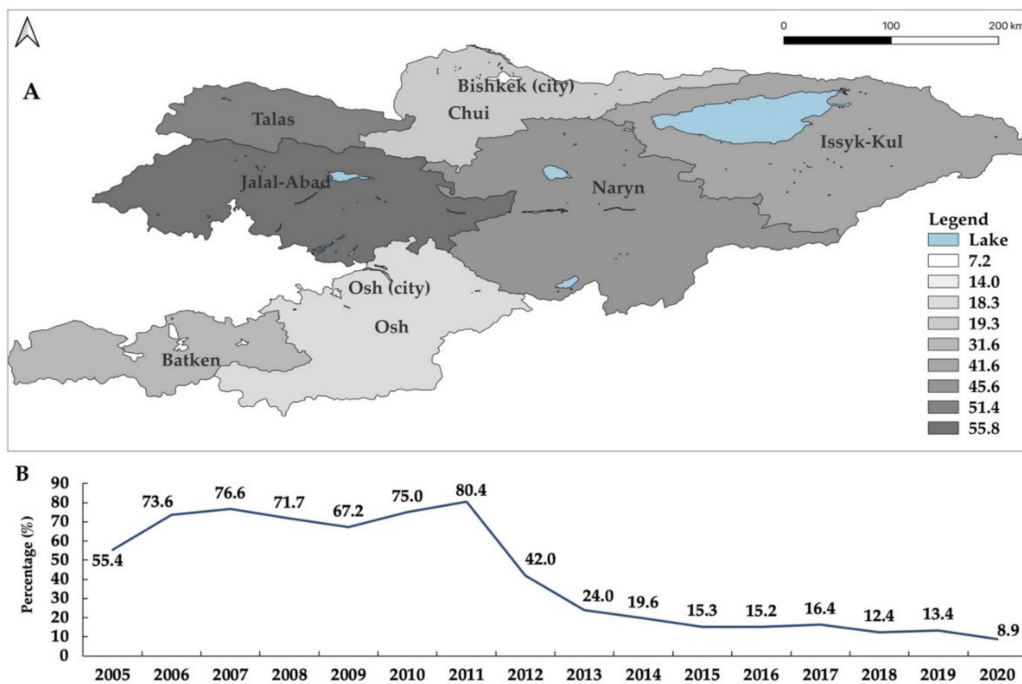 0 100 200 km
A
Bishkek (city)
Chui
Talas
Issyk-Kul
Jalal-Abad
Naryn
Osh (city)
Osh
Batken
Legend
Lake
7.2
14.0
18.3
19.3
31.6
41.6
45.6
51.4
55.8
B
Percentage (%)
90
80
70
60
50
40
30
20
10
0
55.4
73.6
76.6
71.7
67.2
75.0
80.4
42.0
24.0
19.6
15.3
15.2
16.4
12.4
13.4
8.9
2005 2006 2007 2008 2009 2010 2011 2012 2013 2014 2015 2016 2017 2018 2019 2020